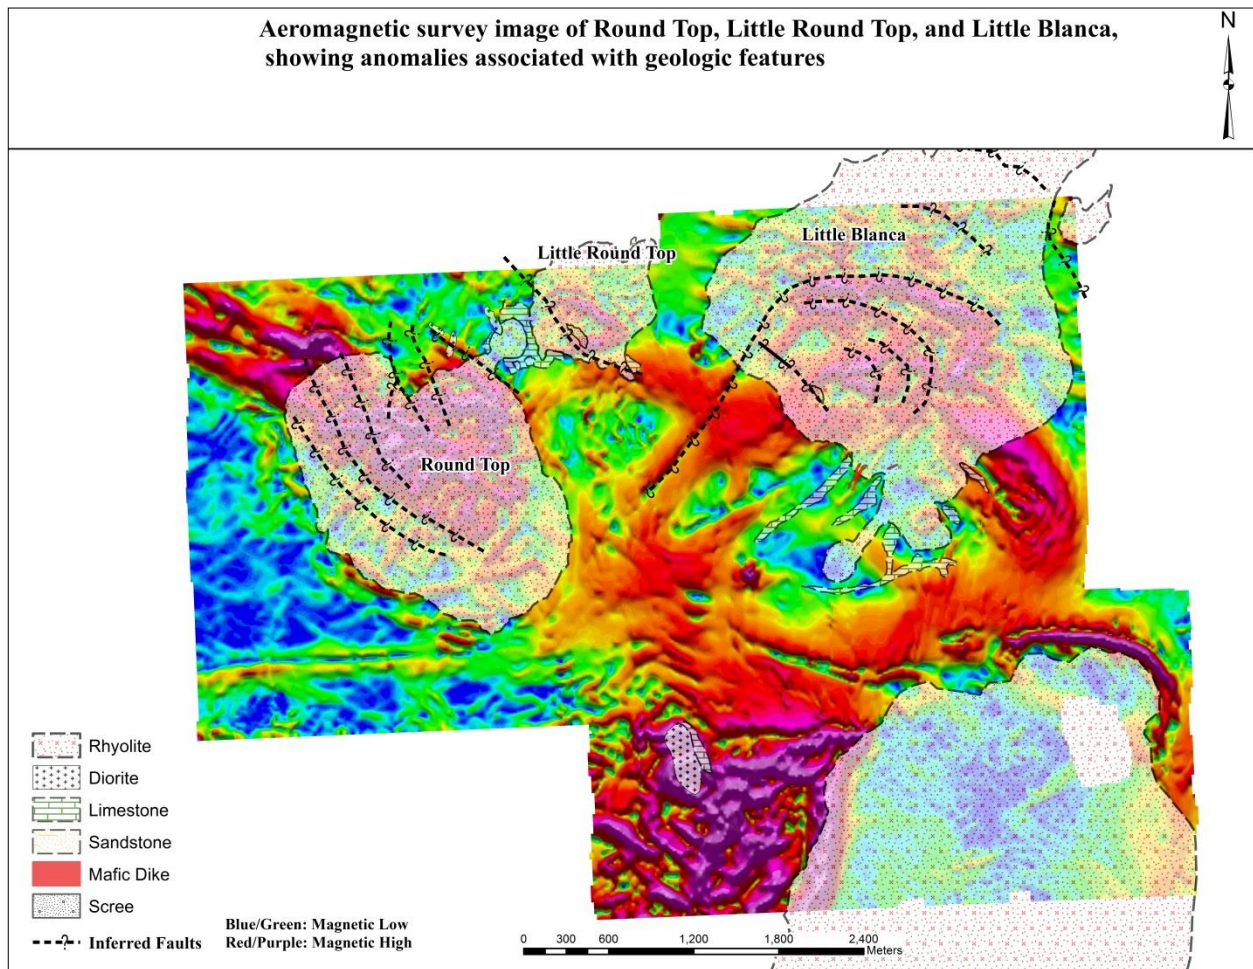 Aeromagnetic survey image of Round Top, Little Round Top, and Little Blanca,
showing anomalies associated with geologic features
N
Little Blanca
Little Round Top
Round Top
Rhyolite
Diorite
Limestone
Sandstone
Mafic Dike
Scree
? Inferred Faults
Blue/Green: Magnetic Low
Red/Purple: Magnetic High
0 300 600 1,200 1,800 2,400
Meters